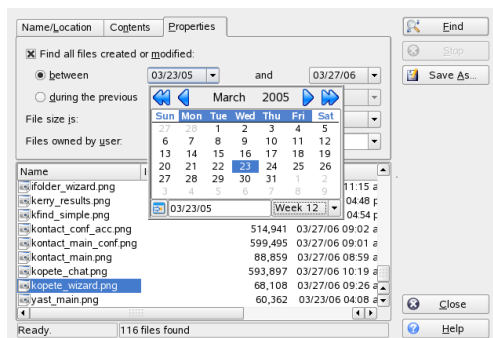 Name/Location Contents Properties
Find
Find all files created or modified:
Stop
between 03/23/05 and 03/27/06
Save As...
during the previous
March 2005
Sun Mon Tue Wed Thu Fri Sat
27 28 1 2 3 4 5
File size is:
6 7 8 9 10 11 12
Files owned by user:
13 14 15 16 17 18 19
20 21 22 23 24 25 26
27 28 29 30 31 1 2
3 4 5 6 7 8 9
03/23/05 Week 12
Name
ifolder_wizard.png 11:15 a
kerry_results.png 04:48 p
kfind_simple.png 04:54 p
kontact_conf_acc.png 514,941 03/27/06 09:02 a
kontact_main_conf.png 599,495 03/27/06 09:01 a
kontact_main.png 88,859 03/27/06 08:59 a
kopete_chat.png 593,897 03/27/06 10:19 a
kopete_wizard.png 68,108 03/27/06 09:26 a
yast_main.png 60,362 03/23/06 04:08 a
Close
Ready. 116 files found
Help